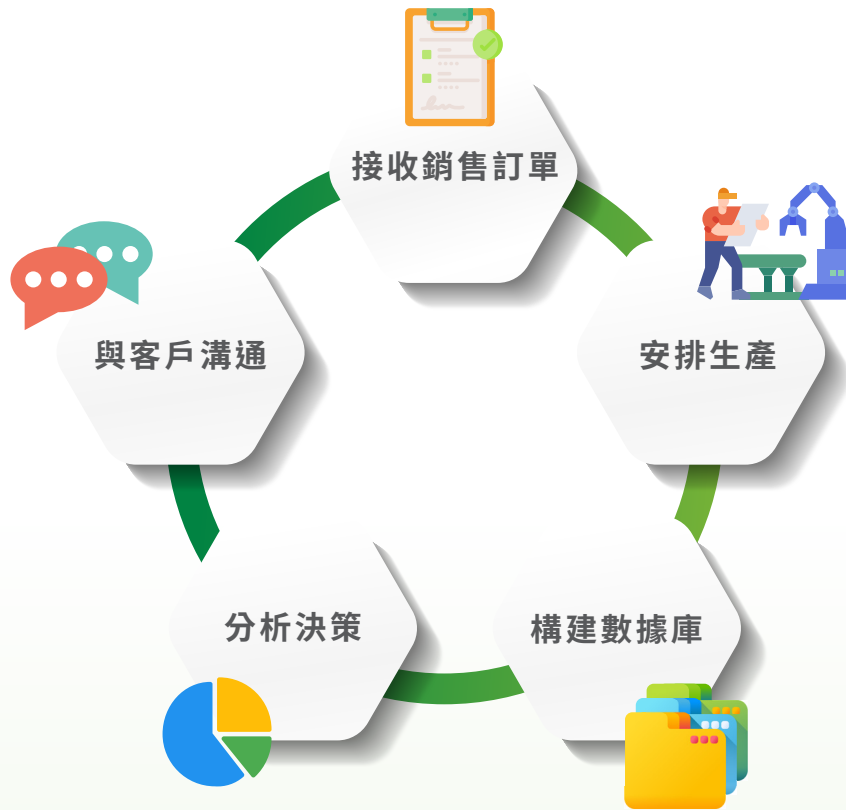 接收銷售訂單
安排生產
構建數據庫
分析決策
與客戶溝通